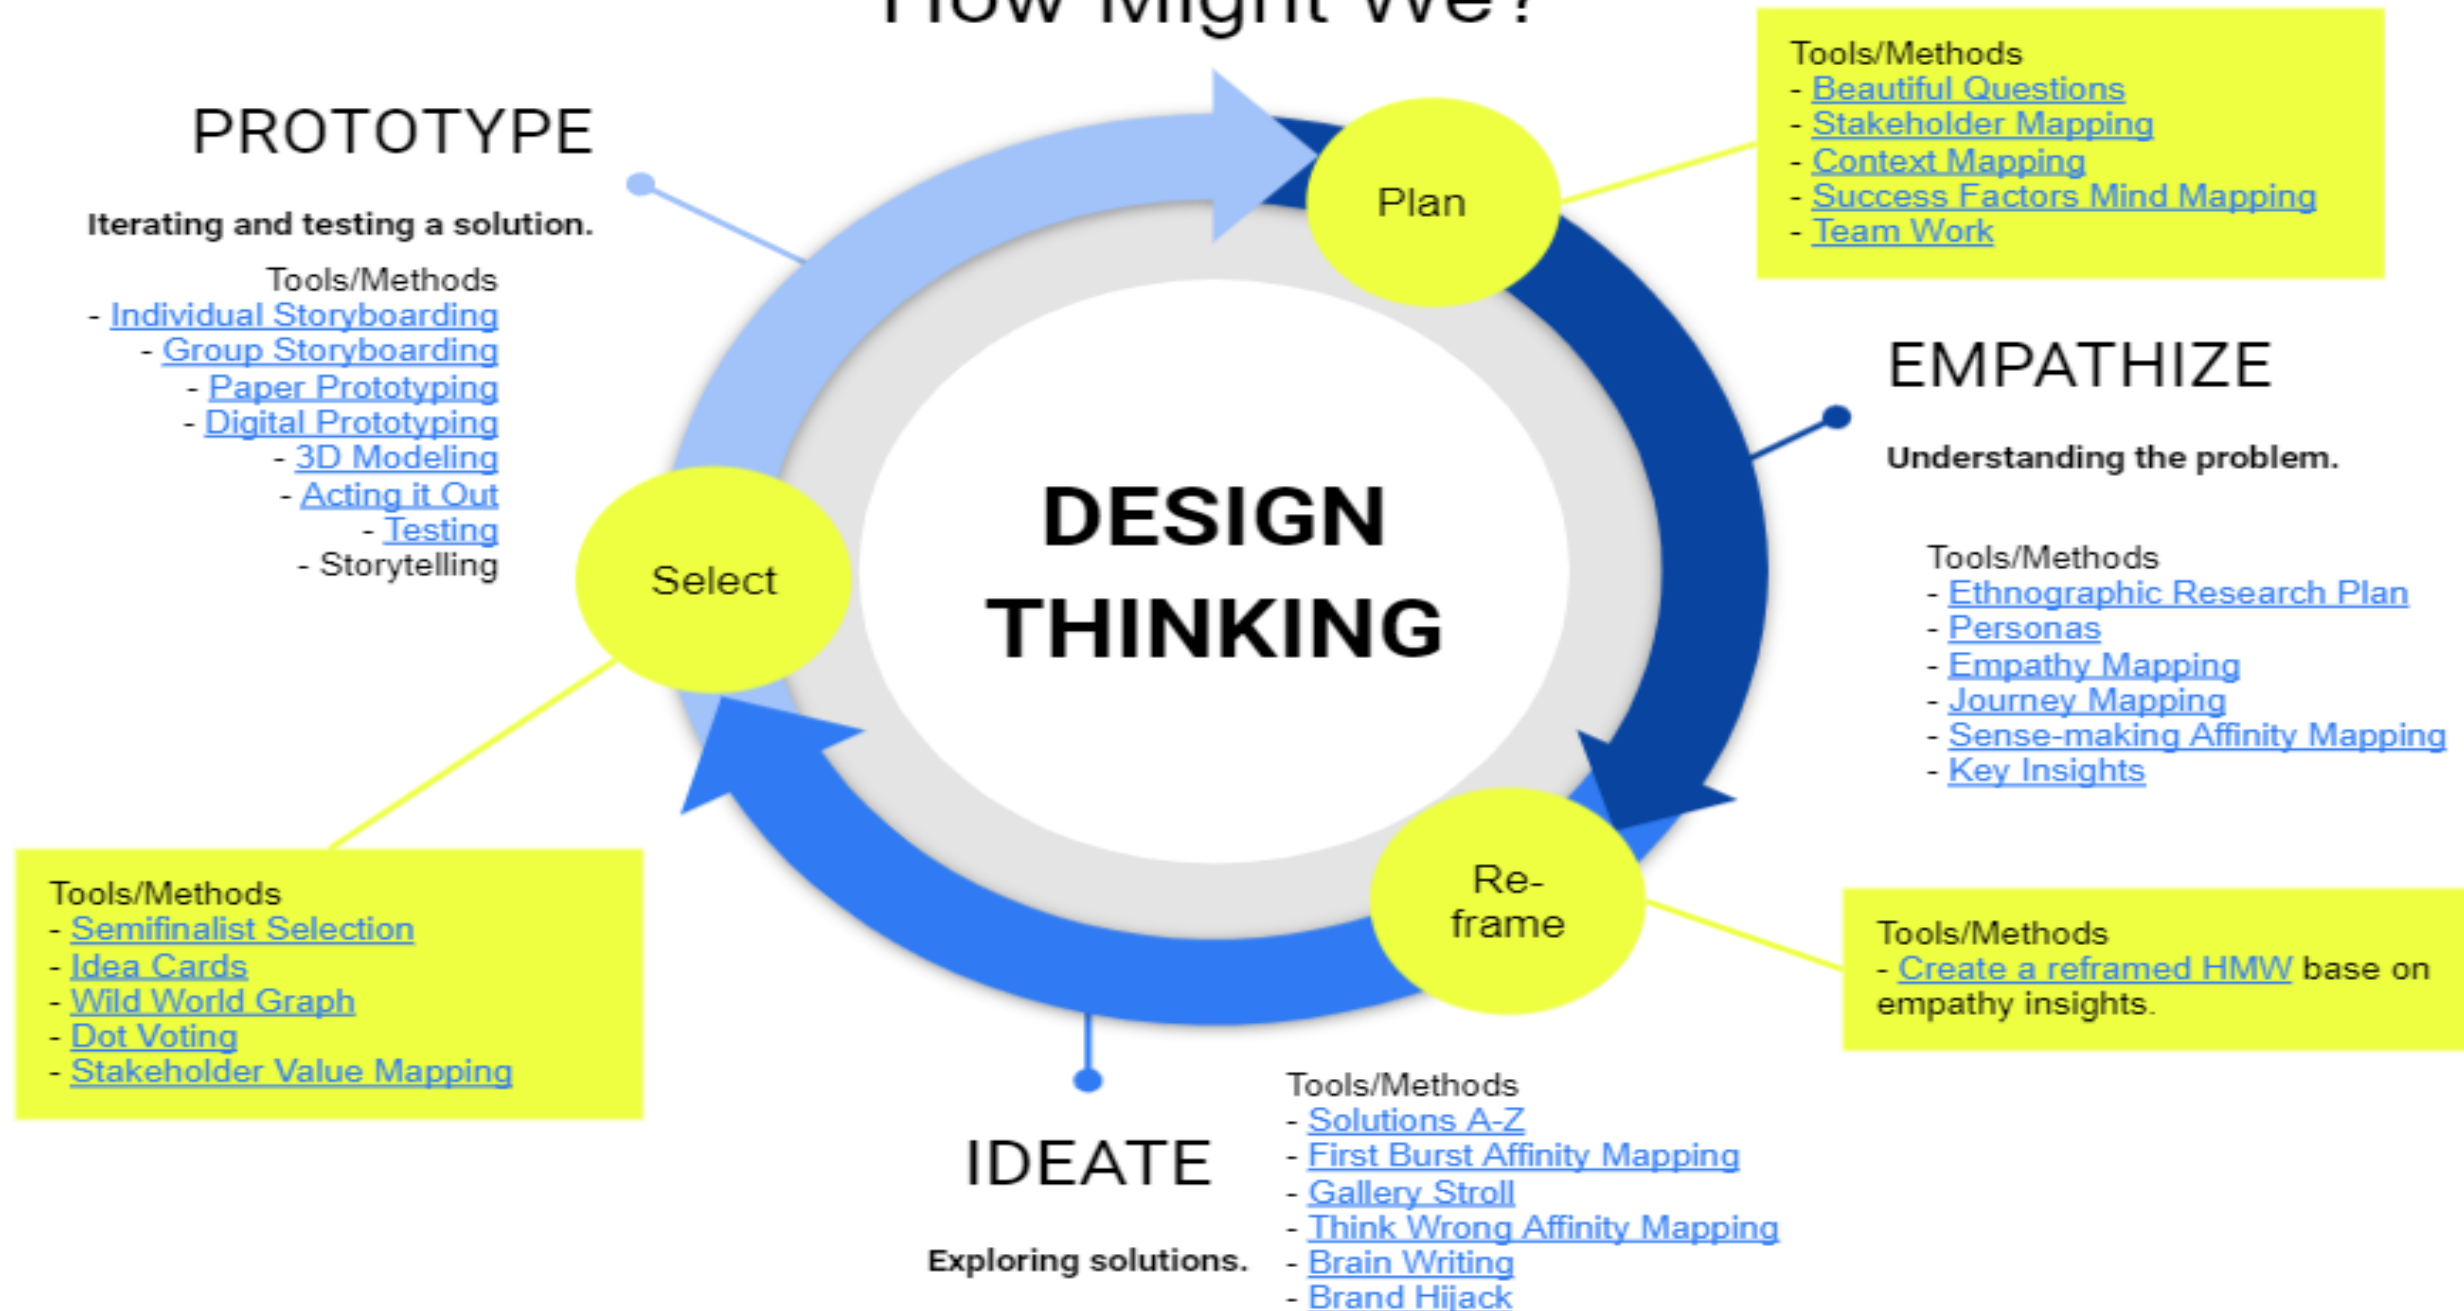 How Might We?
PROTOTYPE
Iterating and testing a solution.
Tools/Methods
- Individual Storyboarding
- Group Storyboarding
- Paper Prototyping
- Digital Prototyping
- 3D Modeling
- Acting it Out
- Testing
- Storytelling
Plan
Tools/Methods
- Beautiful Questions
- Stakeholder Mapping
- Context Mapping
- Success Factors Mind Mapping
- Team Work
EMPATHIZE
Understanding the problem.
Tools/Methods
- Ethnographic Research Plan
- Personas
- Empathy Mapping
- Journey Mapping
- Sense-making Affinity Mapping
- Key Insights
DESIGN
THINKING
Select
Tools/Methods
- Semifinalist Selection
- Idea Cards
- Wild World Graph
- Dot Voting
- Stakeholder Value Mapping
Re-
frame
Tools/Methods
- Create a reframed HMW base on
empathy insights.
IDEATE
Exploring solutions.
Tools/Methods
- Solutions A-Z
- First Burst Affinity Mapping
- Gallery Stroll
- Think Wrong Affinity Mapping
- Brain Writing
- Brand Hijack